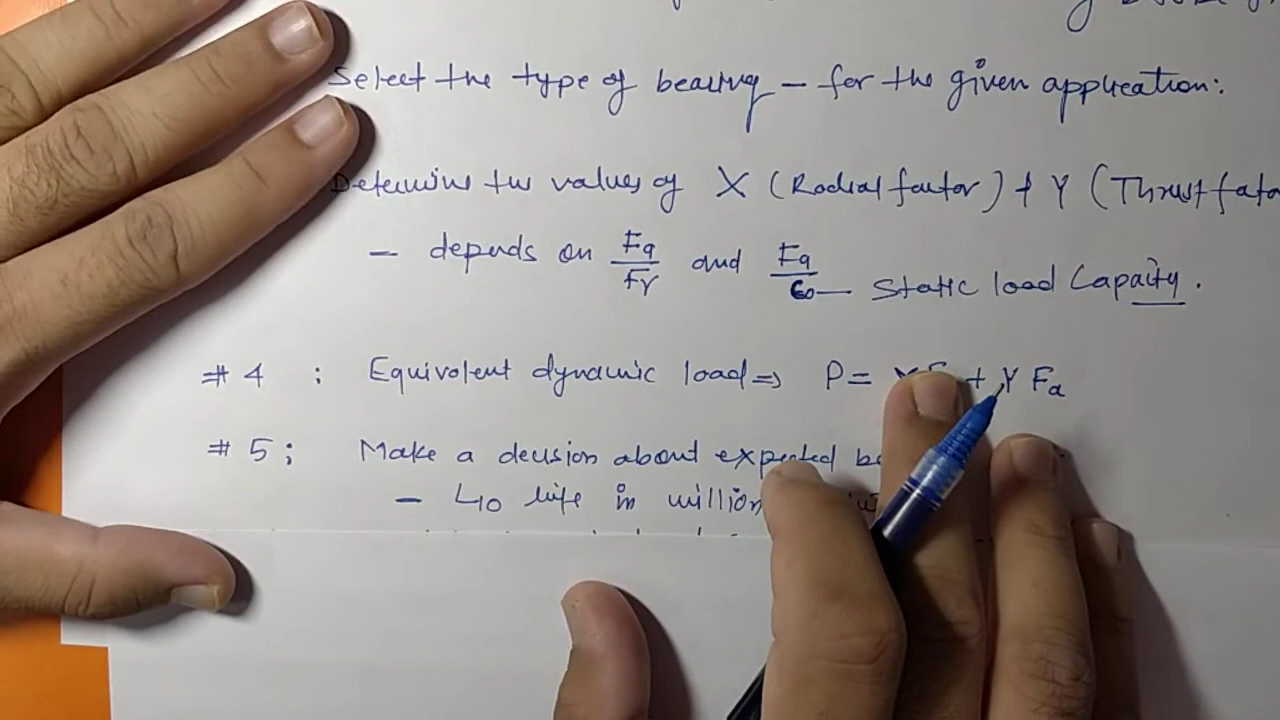 Select the type of bearing - for the given application:
Determine the values of X (Radial factor) + Y (Thrust fato
- depends on Fa/Fr and Fa/Co - Static load Capacity.
# 4 : Equivalent dynamic load ⇒ P = + Y Fa
# 5 ; Make a decision about expected
- L10 life in million